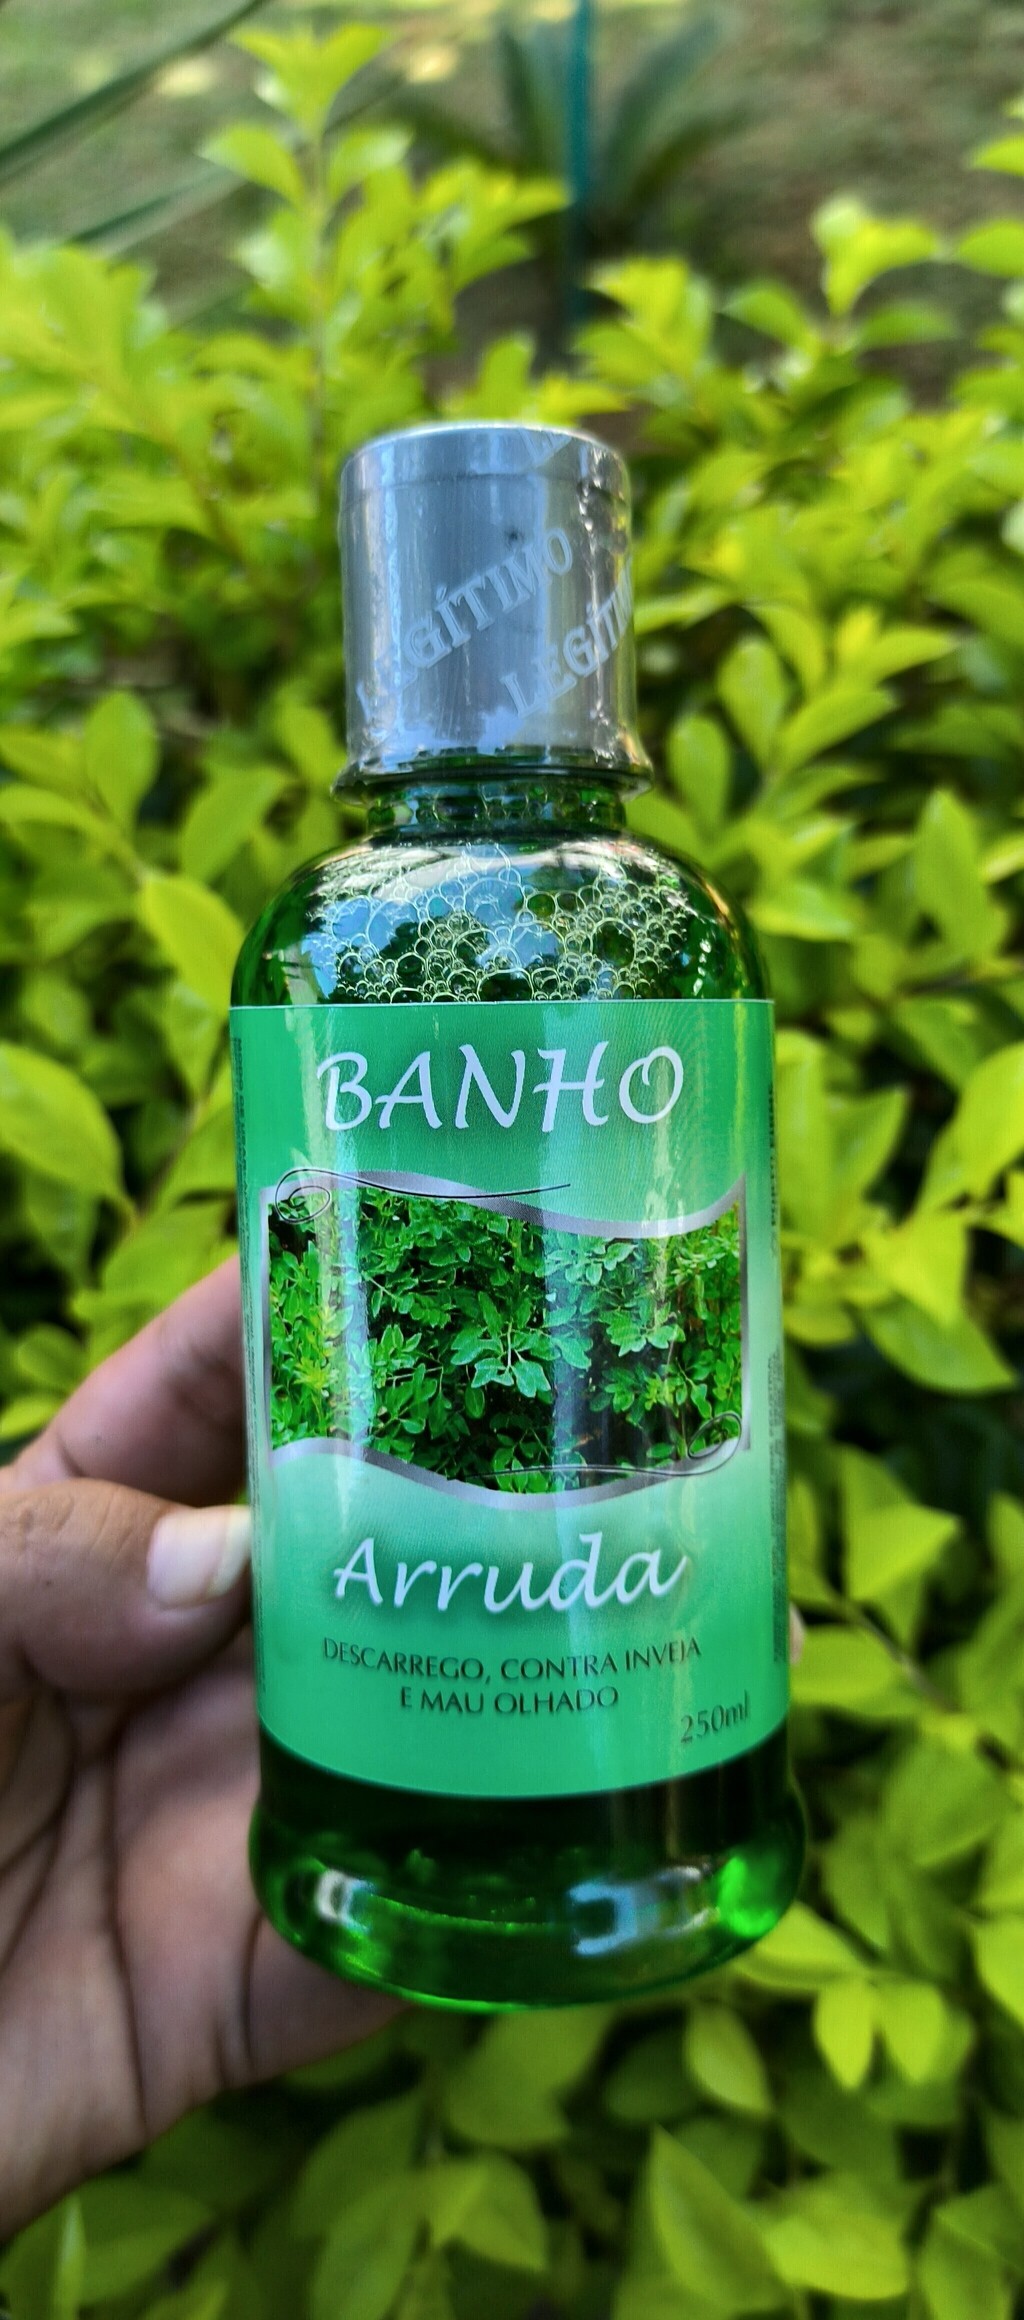 LEGÍTIMO
LEGÍTIM
BANHO
Arruda
DESCARREGO, CONTRA INVEJA
E MAU OLHADO
250ml